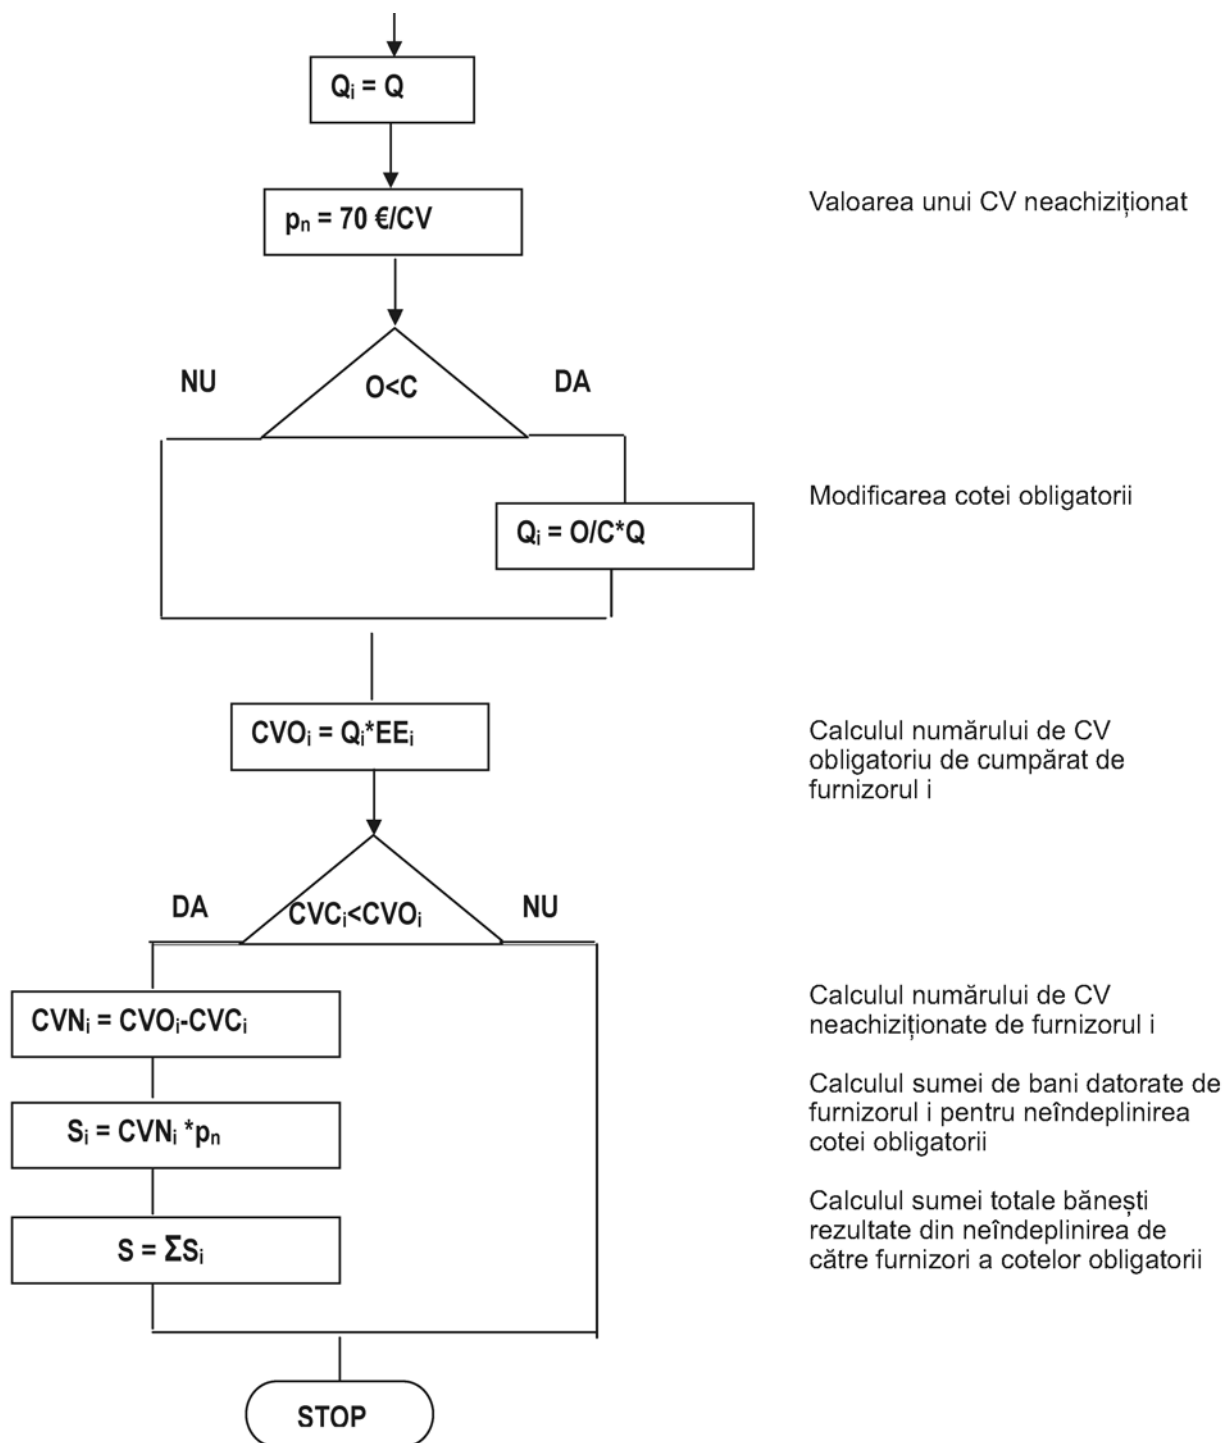 Qi = Q
pn = 70 €/CV
Valoarea unui CV neachiziționat
NU
O<C
DA
Modificarea cotei obligatorii
Qi = O/C*Q
CVOi = Qi*EEi
Calculul numărului de CV
obligatoriu de cumpărat de
furnizorul i
DA
CVCi<CVOi
NU
CVNi = CVOi-CVCi
Calculul numărului de CV
neachiziționate de furnizorul i
Si = CVNi *pn
Calculul sumei de bani datorate de
furnizorul i pentru neîndeplinirea
cotei obligatorii
S = ΣSi
Calculul sumei totale bănești
rezultate din neîndeplinirea de
către furnizori a cotelor obligatorii
STOP